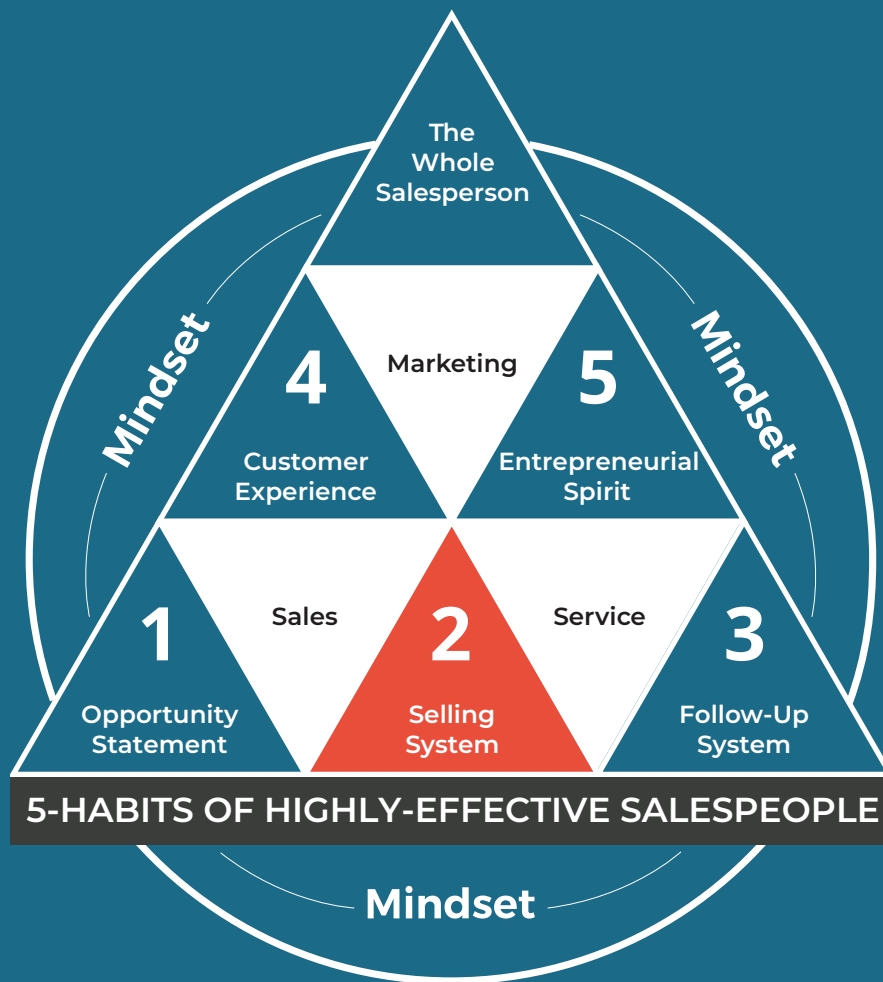 The
Whole
Salesperson
Mindset
Mindset
4
Marketing
5
Customer
Experience
Entrepreneurial
Spirit
1
Sales
2
Service
3
Opportunity
Statement
Selling
System
Follow-Up
System
5-HABITS OF HIGHLY-EFFECTIVE SALESPEOPLE
Mindset